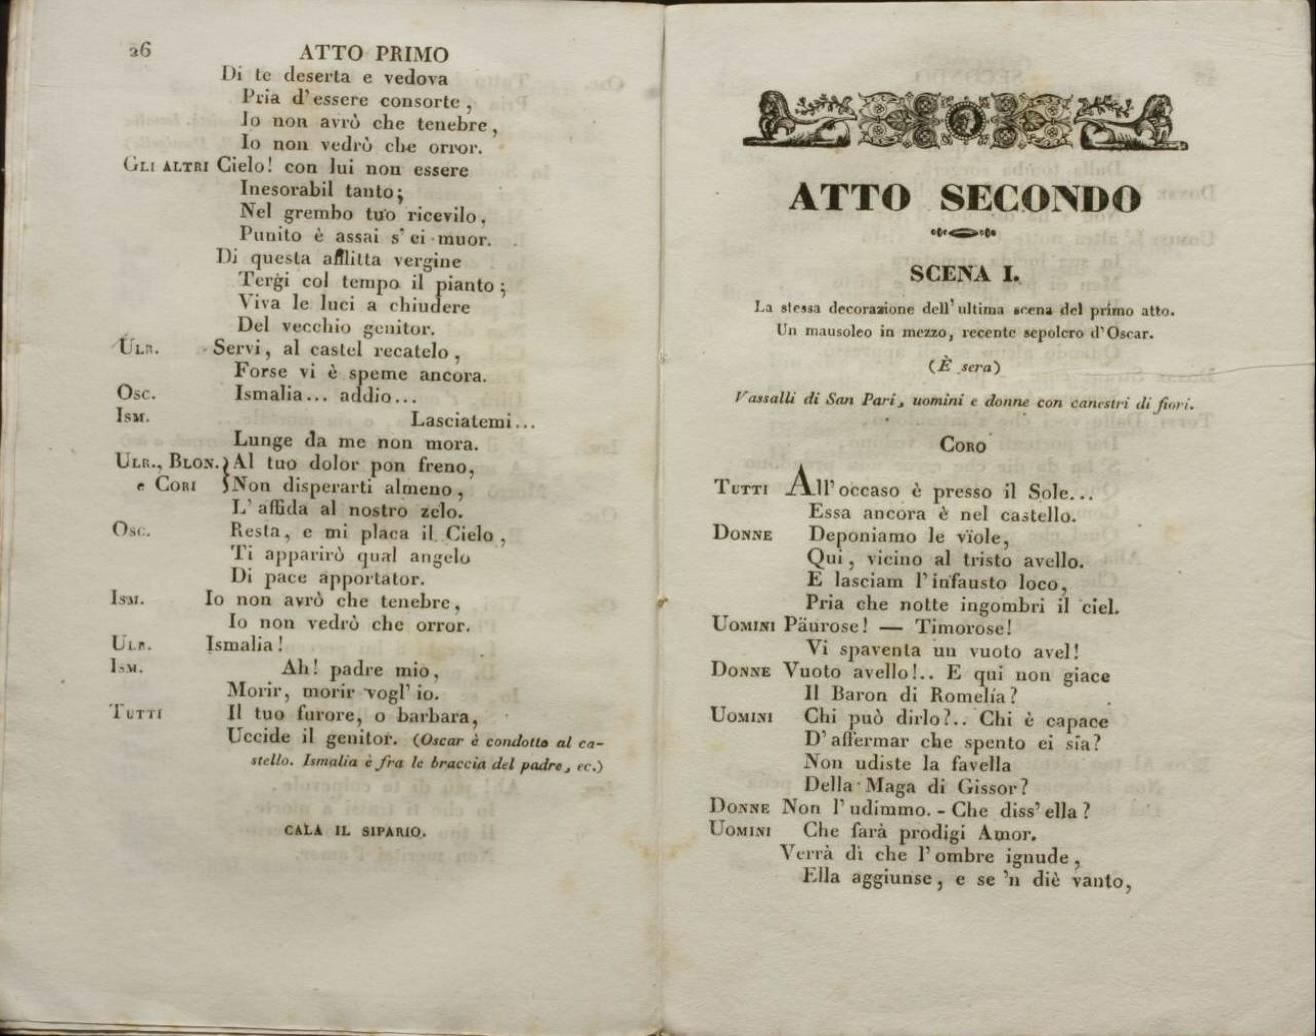 26 ATTO PRIMO
Di te deserta e vedova
Pria d'essere consorte,
Io non avrò che tenebre,
Io non vedrò che orror.
GLI ALTRI Cielo! con lui non essere
Inesorabil tanto;
Nel grembo tuo ricevilo,
Punito è assai s'ei muor.
Di questa afflitta vergine
Tergi col tempo il pianto;
Viva le luci a chiudere
Del vecchio genitor.
ULR. Servi, al castel recatelo,
Forse vi è speme ancora.
OSC. Ismalia... addio...
ISM. Lasciatemi...
Lunge da me non mora.
ULR., BLON. } Al tuo dolor pon freno,
e CORI } Non disperarti almeno,
L'affida al nostro zelo.
OSC. Resta, e mi placa il Cielo,
Ti apparirò qual angelo
Di pace apportator.
ISM. Io non avrò che tenebre,
Io non vedrò che orror.
ULR. Ismalia!
ISM. Ah! padre mio,
Morir, morir vogl'io.
TUTTI Il tuo furore, o barbara,
Uccide il genitor. (Oscar è condotto al ca-
stello. Ismalia è fra le braccia del padre, ec.)
CALA IL SIPARIO.
ATTO SECONDO
SCENA I.
La stessa decorazione dell'ultima scena del primo atto.
Un mausoleo in mezzo, recente sepolcro d'Oscar.
(È sera)
Vassalli di San Pari, uomini e donne con canestri di fiori.
CORO
TUTTI All'occaso è presso il Sole...
Essa ancora è nel castello.
DONNE Deponiamo le vïole,
Qui, vicino al tristo avello.
E lasciam l'infausto loco,
Pria che notte ingombri il ciel.
UOMINI Päurose! — Timorose!
Vi spaventa un vuoto avel!
DONNE Vuoto avello!.. E qui non giace
Il Baron di Romelia?
UOMINI Chi può dirlo?.. Chi è capace
D'affermar che spento ei sia?
Non udiste la favella
Della Maga di Gissor?
DONNE Non l'udimmo. - Che diss'ella?
UOMINI Che farà prodigi Amor.
Verrà dì che l'ombre ignude,
Ella aggiunse, e se 'n diè vanto,